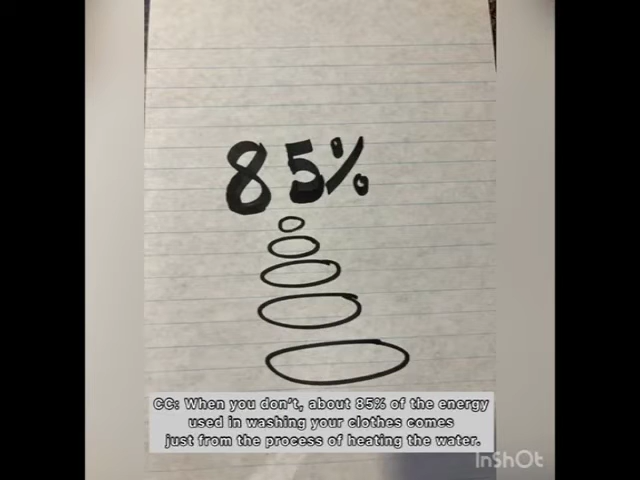 85%
CC: When you don't, about 85% of the energy
used in washing your clothes comes
just from the process of heating the water.
InShOt